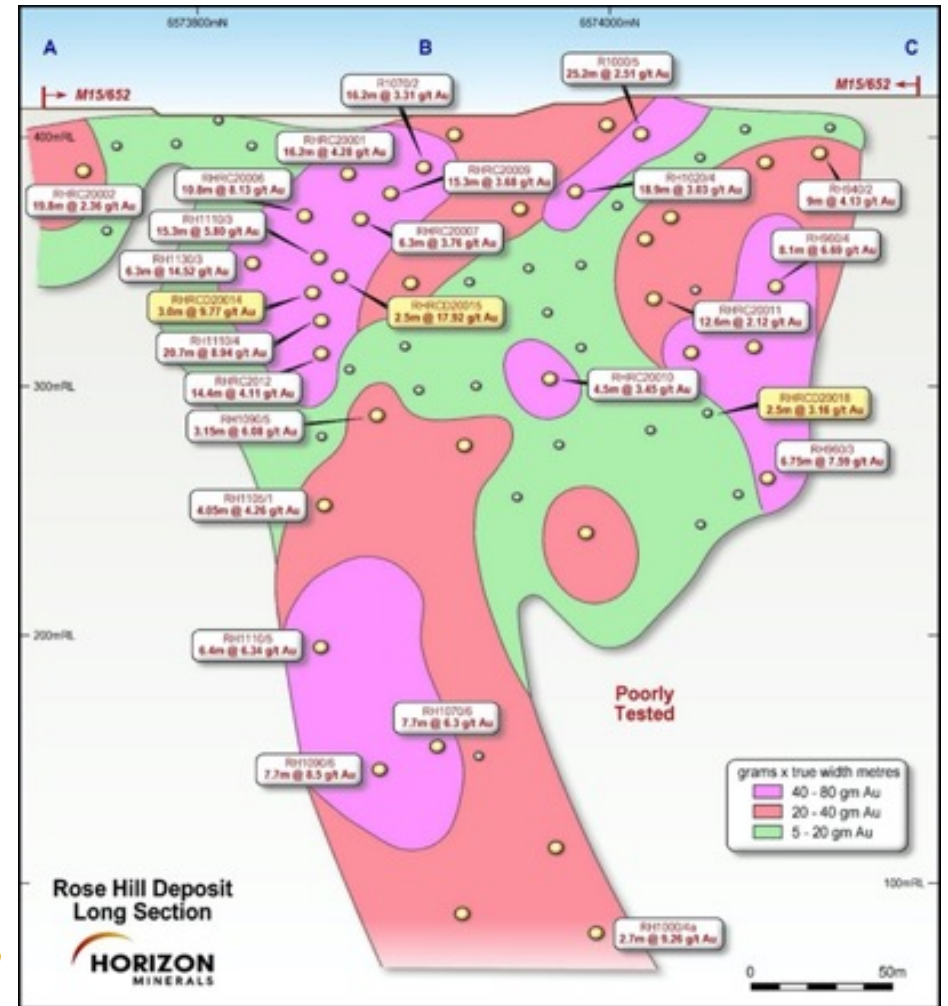 6573800mN
6574000mN
A
B
C
M15/652
M15/652
R1070/2
16.2m @ 3.31 g/t Au
R1000/5
25.2m @ 2.51 g/t Au
400mRL
RHRC20001
16.2m @ 4.28 g/t Au
RHRC20002
19.8m @ 2.36 g/t Au
RHRC20006
10.8m @ 8.13 g/t Au
RHRC20009
15.3m @ 3.68 g/t Au
RH1020/4
18.9m @ 3.03 g/t Au
RH940/2
9m @ 4.13 g/t Au
RH1110/3
15.3m @ 5.80 g/t Au
RHRC20007
6.3m @ 3.76 g/t Au
RH960/4
8.1m @ 6.69 g/t Au
RH1130/3
6.3m @ 14.52 g/t Au
RHRCD20014
3.0m @ 9.77 g/t Au
RHRCD20015
2.5m @ 17.92 g/t Au
RHRC20011
12.6m @ 2.12 g/t Au
RH1110/4
20.7m @ 8.94 g/t Au
RHRC2012
14.4m @ 4.11 g/t Au
300mRL
RHRC20010
4.5m @ 3.45 g/t Au
RHRCD20016
2.5m @ 3.16 g/t Au
RH1090/5
3.15m @ 6.08 g/t Au
RH960/3
6.75m @ 7.59 g/t Au
RH1105/1
4.05m @ 4.26 g/t Au
200mRL
RH1110/5
6.4m @ 6.34 g/t Au
Poorly
Tested
RH1070/6
7.7m @ 6.3 g/t Au
RH1090/6
7.7m @ 8.5 g/t Au
grams x true width metres
40 - 80 gm Au
20 - 40 gm Au
5 - 20 gm Au
100mRL
Rose Hill Deposit
Long Section
RH1000/4a
2.7m @ 9.26 g/t Au
HORIZON
MINERALS
0
50m